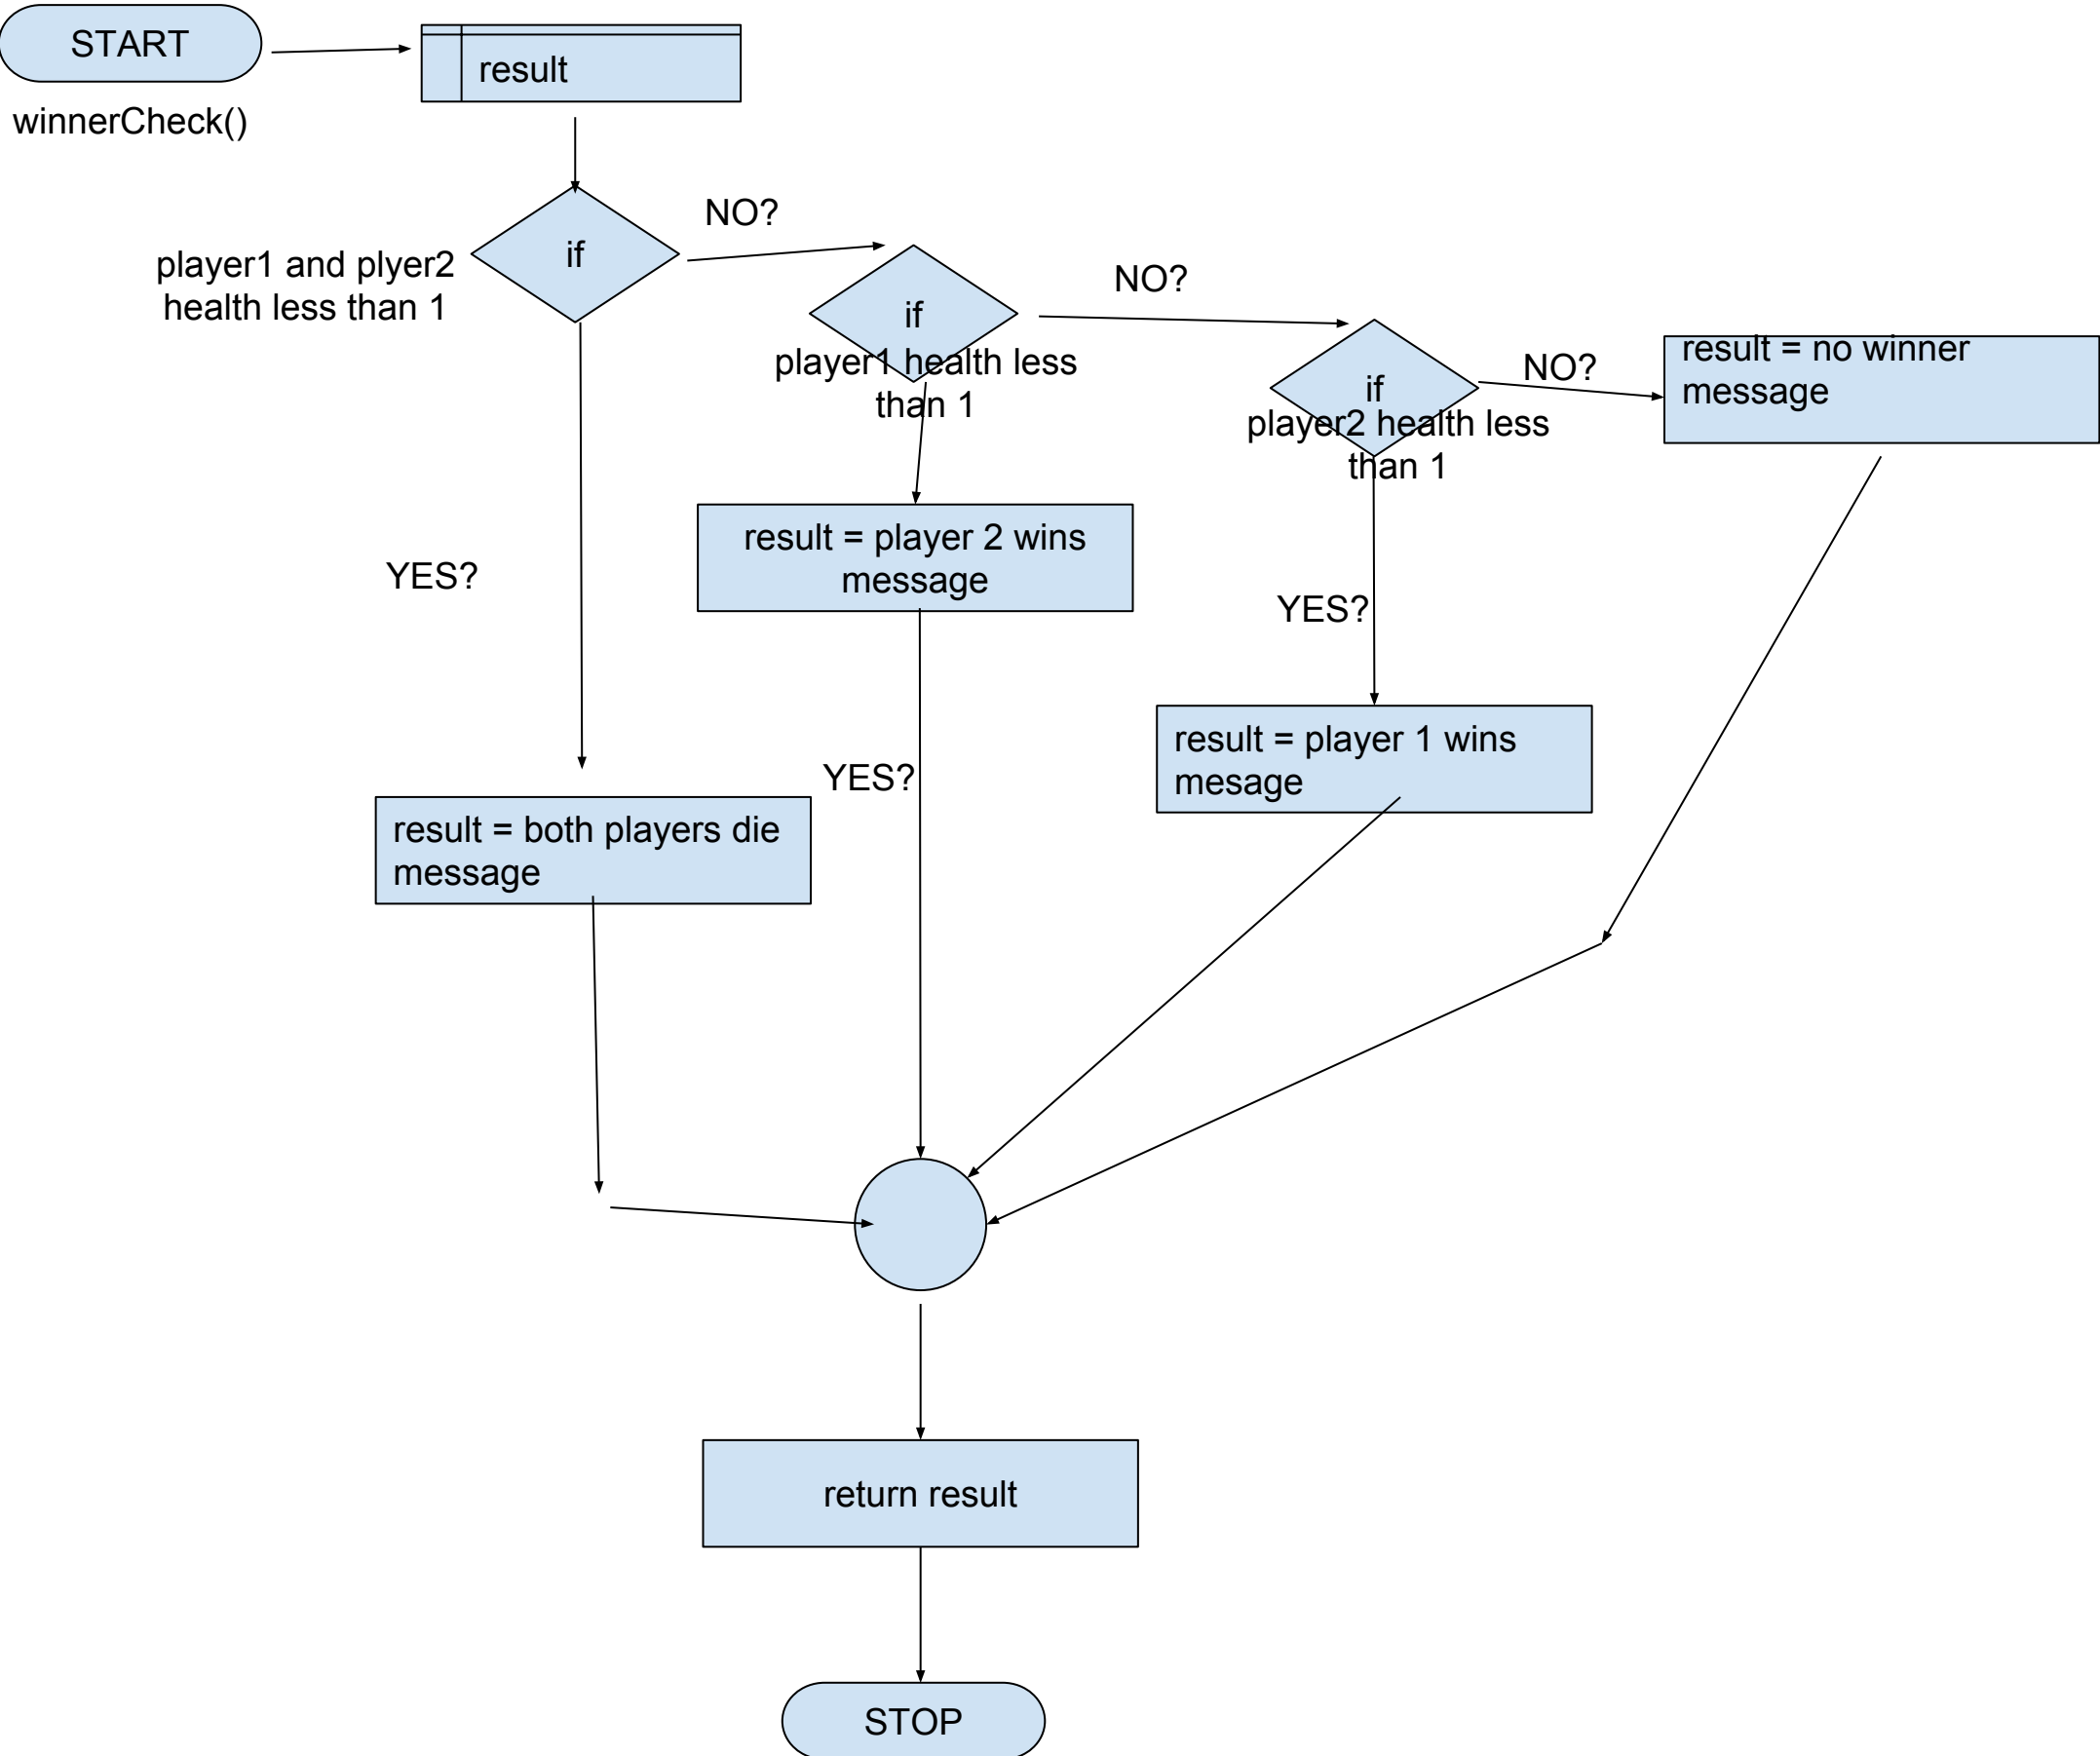 START
result
winnerCheck()
NO?
if
player1 and plyer2
health less than 1
NO?
if
player1 health less
than 1
result = no winner
message
NO?
if
player2 health less
than 1
result = player 2 wins
message
YES?
YES?
result = player 1 wins
mesage
YES?
result = both players die
message
return result
STOP